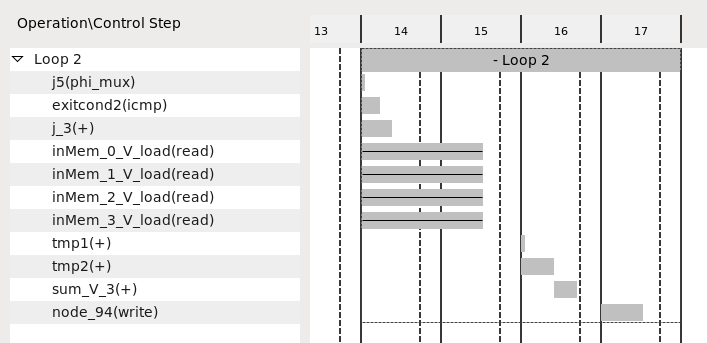 Operation\Control Step
13 14 15 16 17
Loop 2
- Loop 2
j5(phi_mux)
exitcond2(icmp)
j_3(+)
inMem_0_V_load(read)
inMem_1_V_load(read)
inMem_2_V_load(read)
inMem_3_V_load(read)
tmp1(+)
tmp2(+)
sum_V_3(+)
node_94(write)